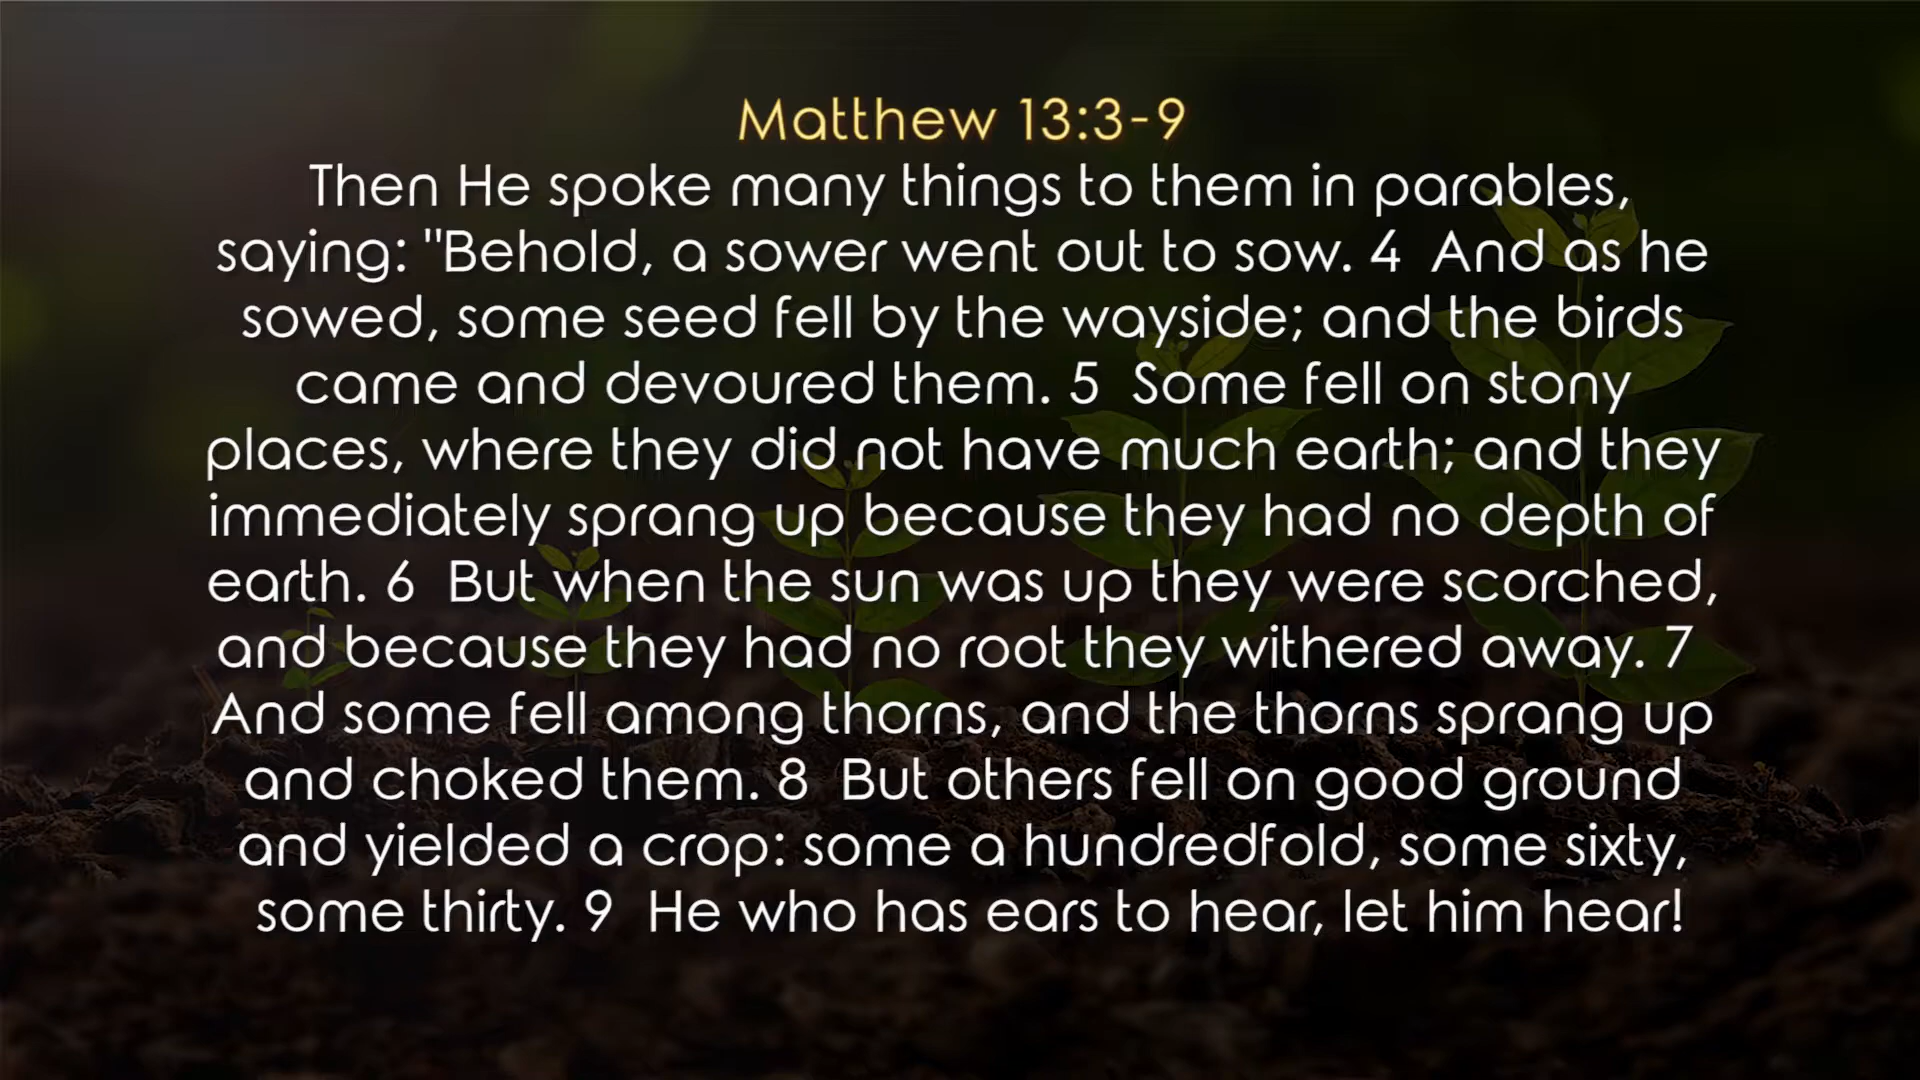 Matthew 13:3-9
Then He spoke many things to them in parables,
saying: "Behold, a sower went out to sow. 4 And as he
sowed, some seed fell by the wayside; and the birds
came and devoured them. 5 Some fell on stony
places, where they did not have much earth; and they
immediately sprang up because they had no depth of
earth. 6 But when the sun was up they were scorched,
and because they had no root they withered away. 7
And some fell among thorns, and the thorns sprang up
and choked them. 8 But others fell on good ground
and yielded a crop: some a hundredfold, some sixty,
some thirty. 9 He who has ears to hear, let him hear!